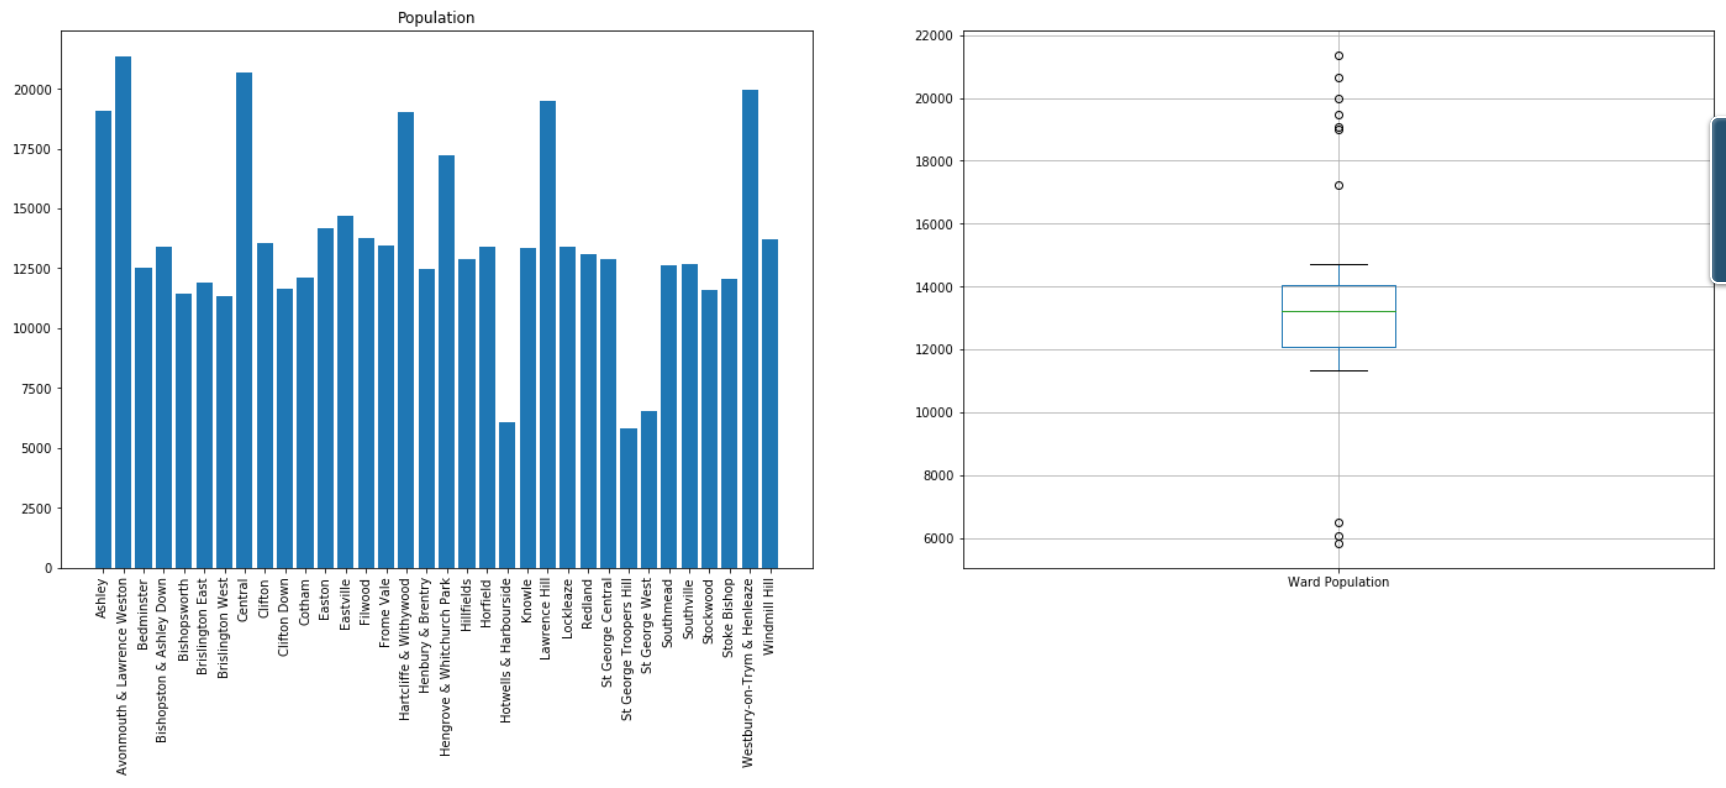 Population
20000
17500
15000
12500
10000
7500
5000
2500
0
Ashley
Avonmouth & Lawrence Weston
Bedminster
Bishopston & Ashley Down
Bishopsworth
Brislington East
Brislington West
Central
Clifton
Clifton Down
Cotham
Easton
Eastville
Filwood
Frome Vale
Hartcliffe & Withywood
Henbury & Brentry
Hengrove & Whitchurch Park
Hillfields
Horfield
Hotwells & Harbourside
Knowle
Lawrence Hill
Lockleaze
Redland
St George Central
St George Troopers Hill
St George West
Southmead
Southville
Stockwood
Stoke Bishop
Westbury-on-Trym & Henleaze
Windmill Hill
22000
20000
18000
16000
14000
12000
10000
8000
6000
Ward Population